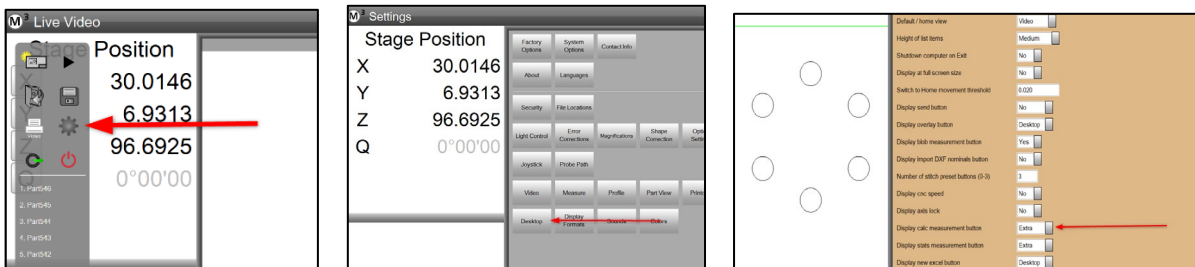 M3 Live Video
Stage Position
X 30.0146
Y 6.9313
Z 96.6925
Q 0°00'00
Video
1. Part546
2. Part545
3. Part544
4. Part543
5. Part542
M3 Settings
Stage Position
X 30.0146
Y 6.9313
Z 96.6925
Q 0°00'00
Factory Options
System Options
Contact Info
About
Languages
Security
File Locations
Light Control
Error Corrections
Magnifications
Shape Correction
Joystick
Probe Path
Video
Measure
Profile
Part View
Desktop
Display Formats
Sounds
Colors
Default / home view Video
Height of list items Medium
Shutdown computer on Exit No
Display at full screen size No
Switch to Home movement threshold 0.020
Display send button No
Display overlay button Desktop
Display blob measurement button Yes
Display import DXF nominals button No
Number of stitch preset buttons (0-3) 3
Display cnc speed No
Display axis lock No
Display calc measurement button Extra
Display stats measurement button Extra
Display new excel button Desktop